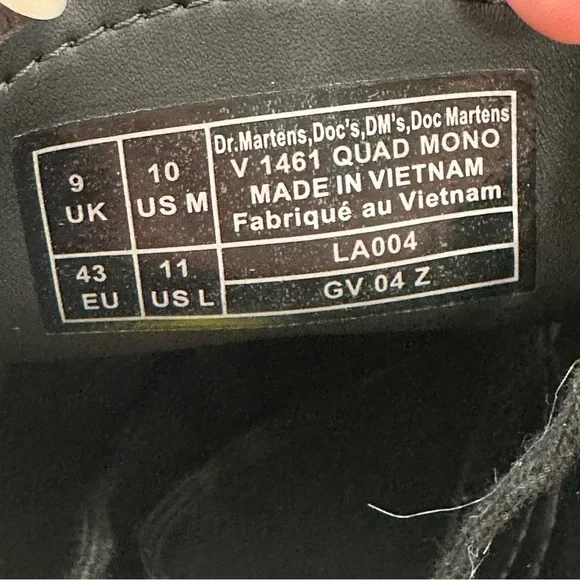 9
UK
10
US M
43
EU
11
US L
Dr.Martens,Doc's,DM's,Doc Martens
V 1461 QUAD MONO
MADE IN VIETNAM
Fabriqué au Vietnam
LA004
GV 04 Z